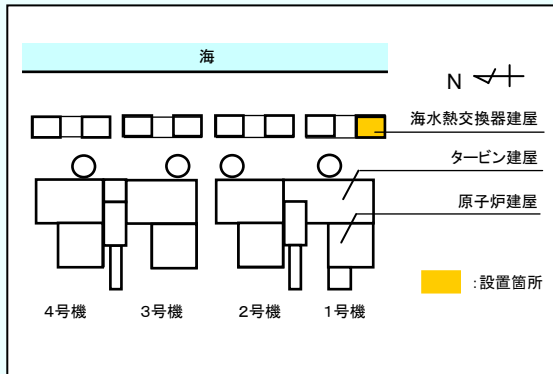 海
N
海水熱交換器建屋
タービン建屋
原子炉建屋
:設置箇所
4号機 3号機 2号機 1号機